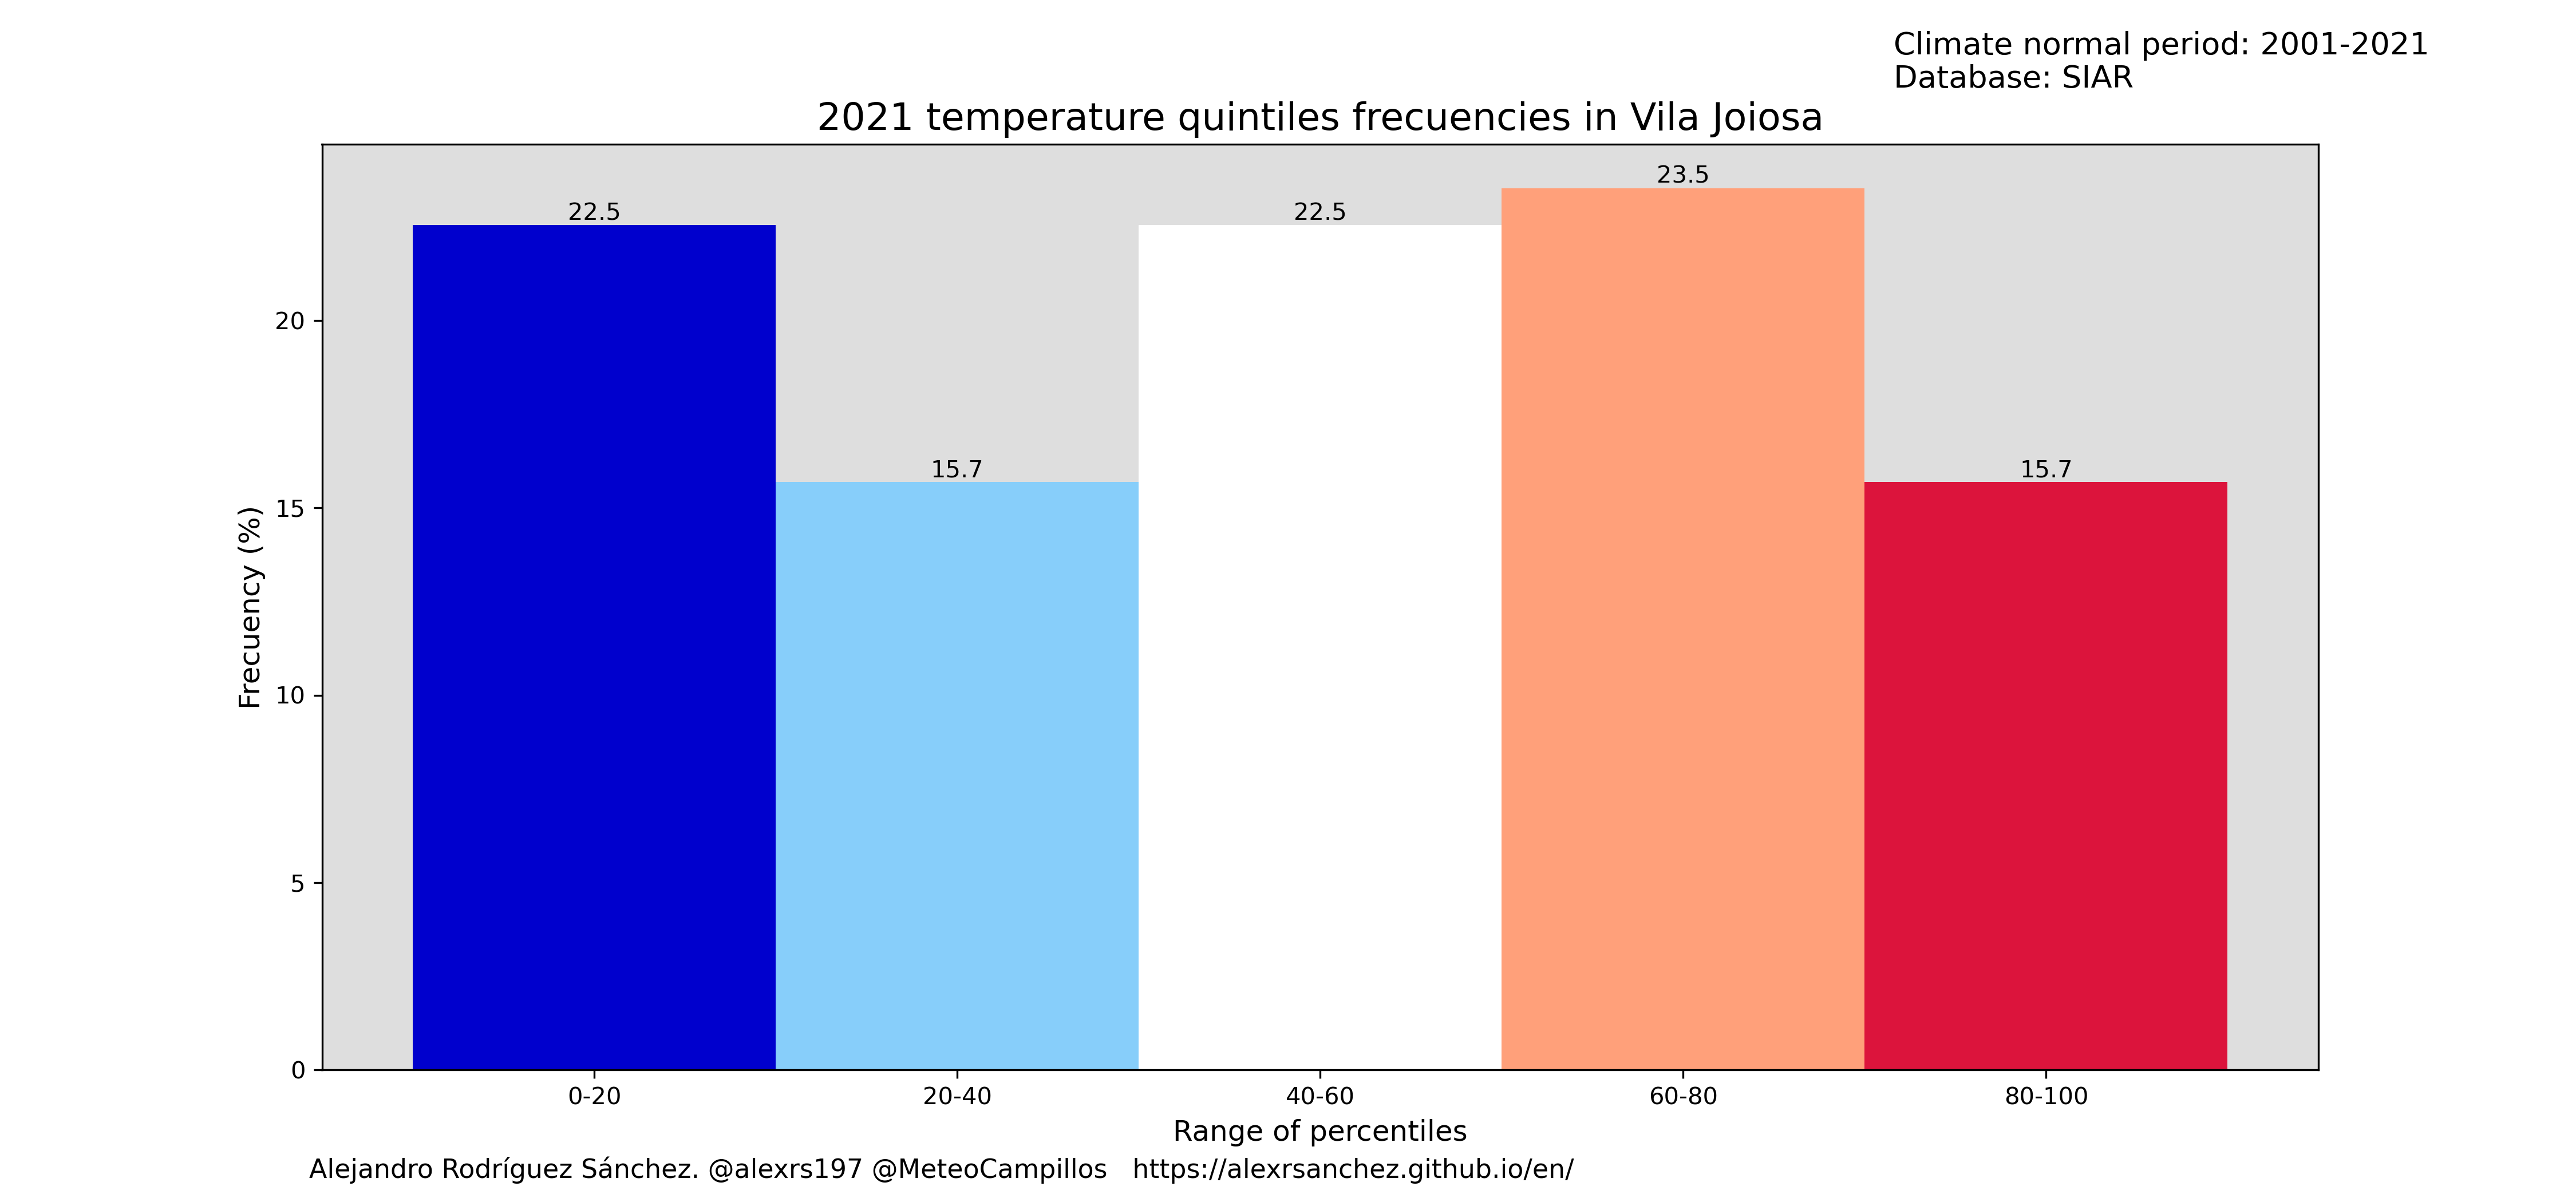 Climate normal period: 2001-2021
Database: SIAR
2021 temperature quintiles frecuencies in Vila Joiosa
23.5
22.5
22.5
15.7
15.7
Frecuency (%)
20
15
10
5
0
0-20
20-40
40-60
60-80
80-100
Range of percentiles
Alejandro Rodríguez Sánchez. @alexrs197 @MeteoCampillos https://alexrsanchez.github.io/en/